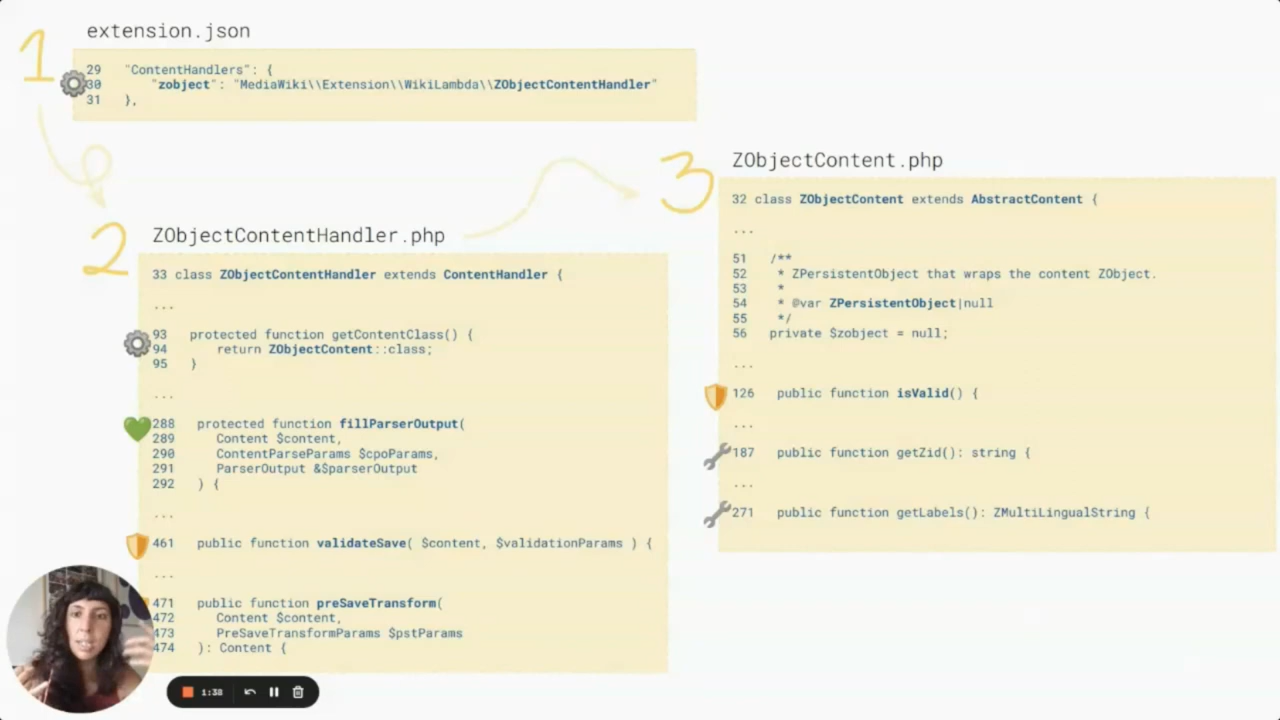 1
extension.json
29 "ContentHandlers": {
30 "zobject": "MediaWiki\\Extension\\WikiLambda\\ZObjectContentHandler"
31 },
2
ZObjectContentHandler.php
33 class ZObjectContentHandler extends ContentHandler {
...
93 protected function getContentClass() {
94 return ZObjectContent::class;
95 }
...
288 protected function fillParserOutput(
289 Content $content,
290 ContentParseParams $cpoParams,
291 ParserOutput &$parserOutput
292 ) {
...
461 public function validateSave( $content, $validationParams ) {
...
471 public function preSaveTransform(
472 Content $content,
473 PreSaveTransformParams $pstParams
474 ): Content {
3
ZObjectContent.php
32 class ZObjectContent extends AbstractContent {
...
51 /**
52 * ZPersistentObject that wraps the content ZObject.
53 *
54 * @var ZPersistentObject|null
55 */
56 private $zobject = null;
...
126 public function isValid() {
...
187 public function getZid(): string {
...
271 public function getLabels(): ZMultiLingualString {
1:38